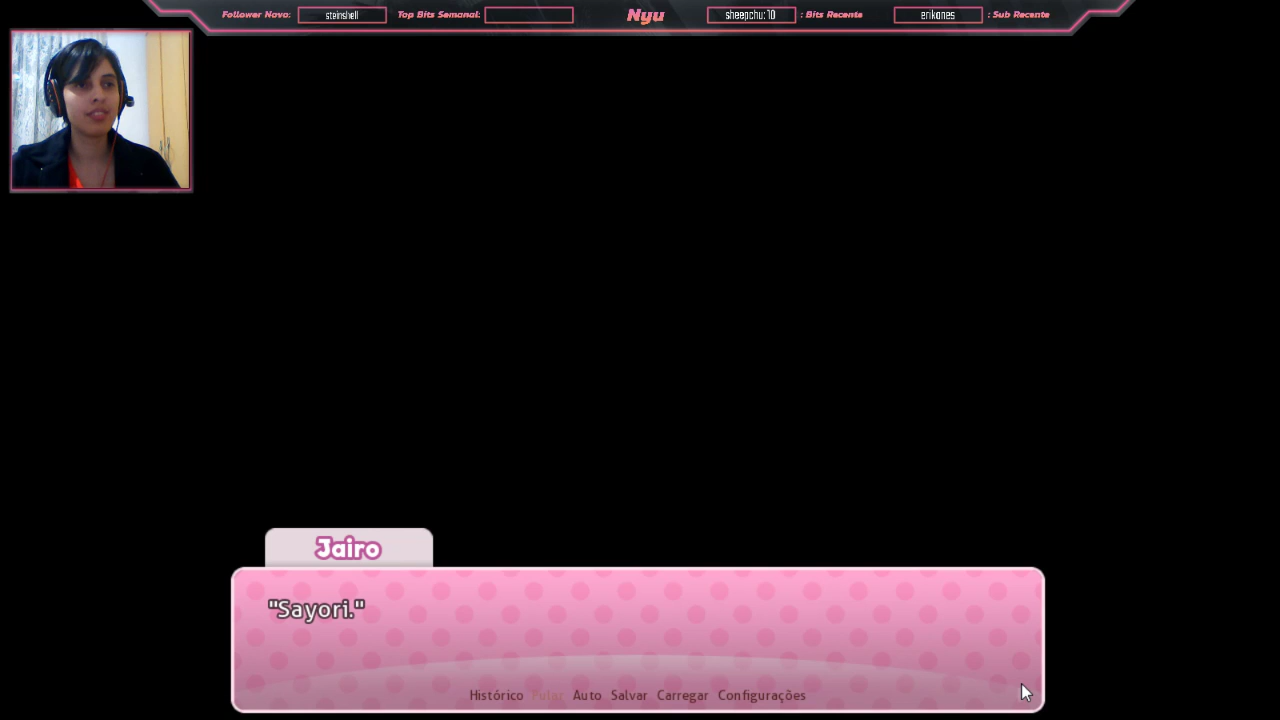 Follower Novo: steinshell Top Bits Semanal: Nyu sheepchu:10 : Bits Recente erikanes : Sub Recente
Jairo
"Sayori."
Histórico Pular Auto Salvar Carregar Configurações